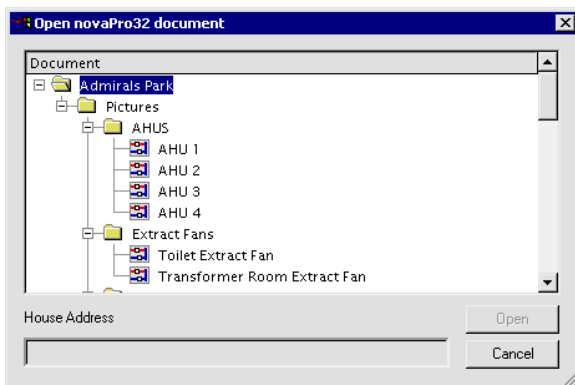 Open novaPro32 document
Document
Admirals Park
Pictures
AHUS
AHU 1
AHU 2
AHU 3
AHU 4
Extract Fans
Toilet Extract Fan
Transformer Room Extract Fan
House Address
Open
Cancel